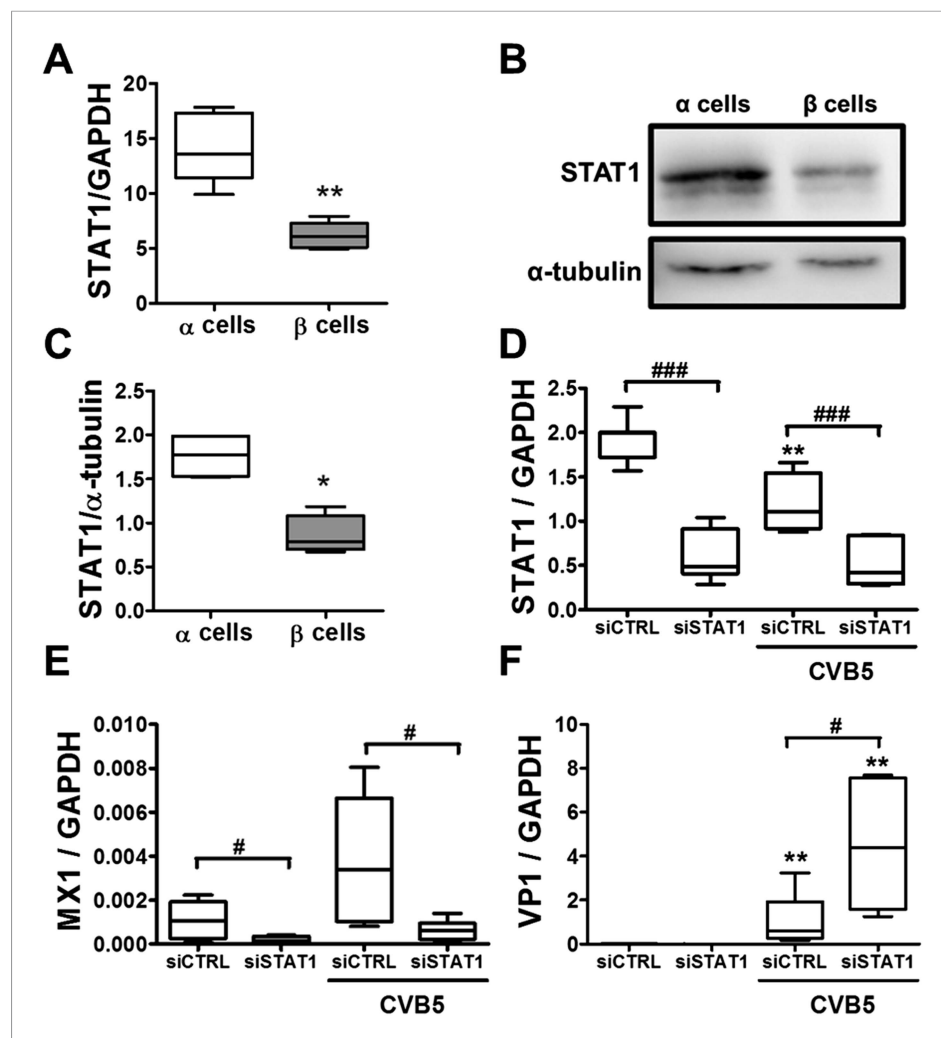 A
STAT1/GAPDH
20
15
10
5
0
**
α cells
β cells
B
α cells
β cells
STAT1
α-tubulin
C
STAT1/α-tubulin
2.5
2.0
1.5
1.0
0.5
0.0
*
α cells
β cells
D
STAT1 / GAPDH
2.5
2.0
1.5
1.0
0.5
0.0
###
###
**
siCTRL
siSTAT1
siCTRL
siSTAT1
CVB5
E
MX1 / GAPDH
0.010
0.008
0.006
0.004
0.002
0.000
#
#
siCTRL
siSTAT1
siCTRL
siSTAT1
CVB5
F
VP1 / GAPDH
10
8
6
4
2
0
#
**
**
siCTRL
siSTAT1
siCTRL
siSTAT1
CVB5